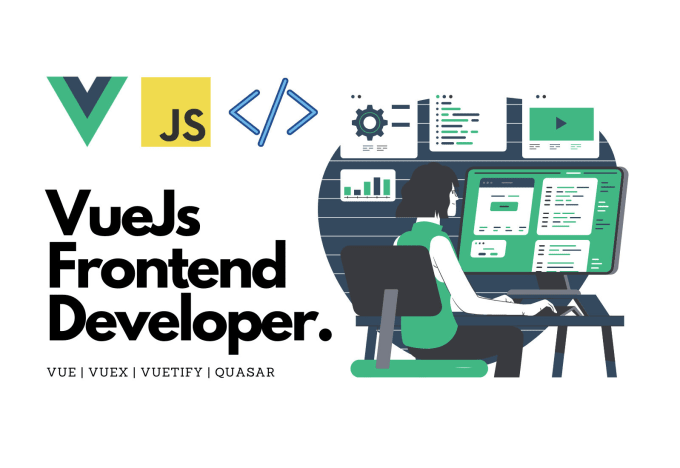 JS
</>
VueJs
Frontend
Developer.
VUE | VUEX | VUETIFY | QUASAR